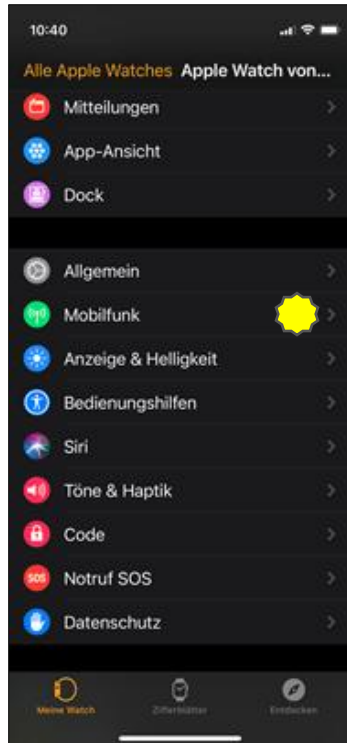 10:40
Alle Apple Watches Apple Watch von...
Mitteilungen
App-Ansicht
Dock
Allgemein
Mobilfunk
Anzeige & Helligkeit
Bedienungshilfen
Siri
Töne & Haptik
Code
SOS Notruf SOS
Datenschutz
Meine Watch Zifferblätter Entdecken